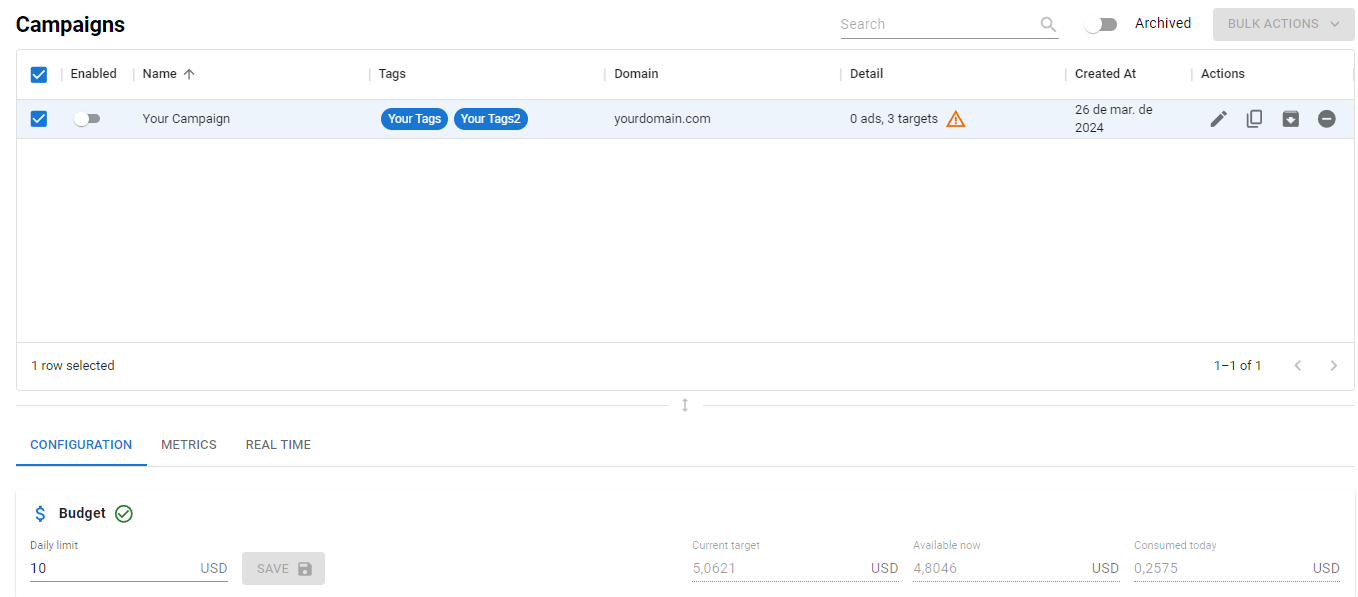 Campaigns
Search
Archived
BULK ACTIONS
Enabled
Name
Tags
Domain
Detail
Created At
Actions
Your Campaign
Your Tags
Your Tags2
yourdomain.com
0 ads, 3 targets
26 de mar. de
2024
1 row selected
1–1 of 1
CONFIGURATION
METRICS
REAL TIME
Budget
Daily limit
10
USD
SAVE
Current target
5,0621
USD
Available now
4,8046
USD
Consumed today
0,2575
USD